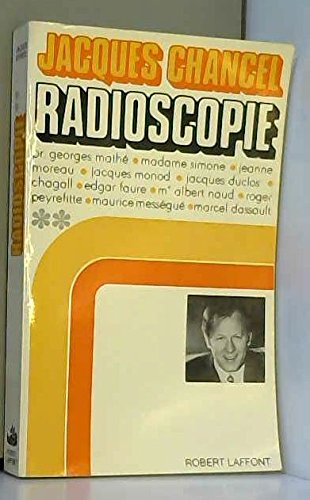 JACQUES CHANCEL
RADIOSCOPIE
dr. georges mathé • madame simone • jeanne
moreau • jacques monod • jacques duclos •
chagall • edgar faure • mᵉ albert naud • roger
peyrefitte • maurice mességué • marcel dassault
**
ROBERT LAFFONT